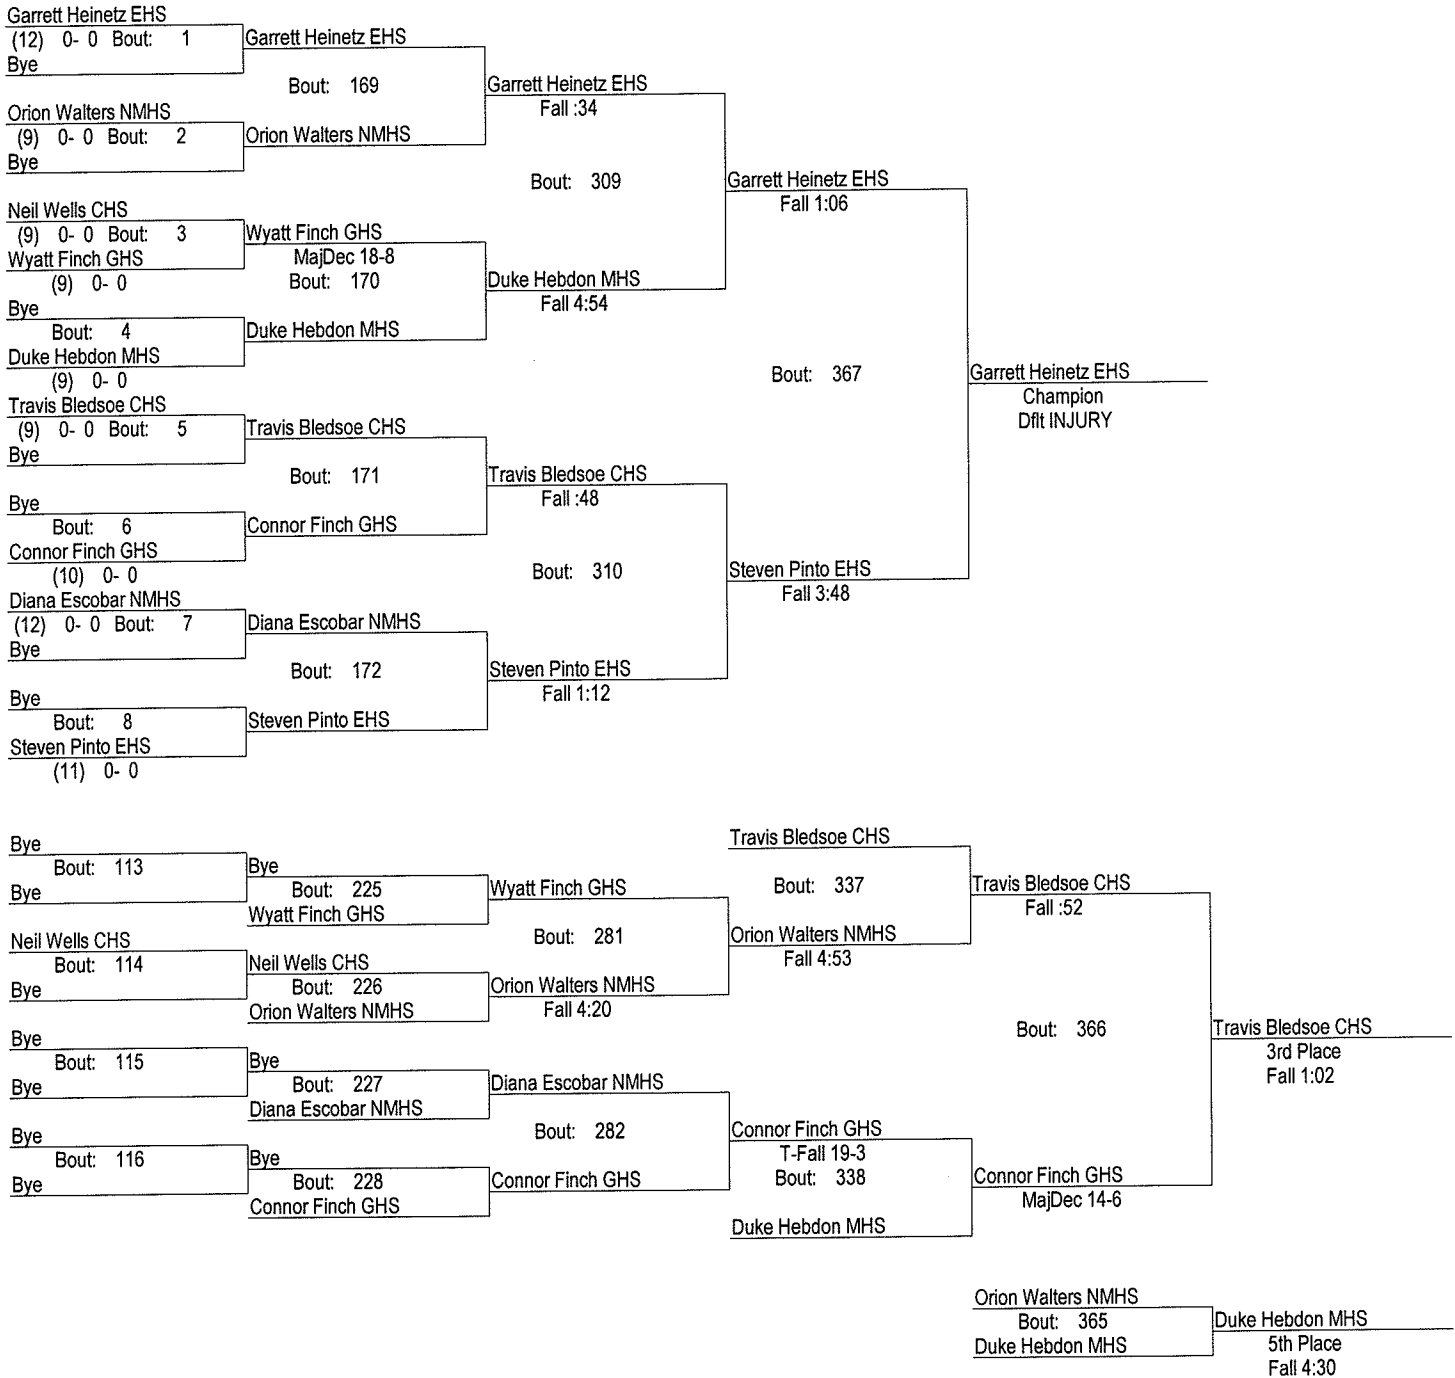 Garrett Heinetz EHS
(12) 0- 0 Bout: 1
Bye
Garrett Heinetz EHS
Bout: 169
Orion Walters NMHS
(9) 0- 0 Bout: 2
Bye
Orion Walters NMHS
Garrett Heinetz EHS
Fall :34
Bout: 309
Neil Wells CHS
(9) 0- 0 Bout: 3
Wyatt Finch GHS
(9) 0- 0
Wyatt Finch GHS
MajDec 18-8
Bout: 170
Bye
Bout: 4
Duke Hebdon MHS
(9) 0- 0
Duke Hebdon MHS
Duke Hebdon MHS
Fall 4:54
Garrett Heinetz EHS
Fall 1:06
Bout: 367
Travis Bledsoe CHS
(9) 0- 0 Bout: 5
Bye
Travis Bledsoe CHS
Bout: 171
Bye
Bout: 6
Connor Finch GHS
(10) 0- 0
Connor Finch GHS
Travis Bledsoe CHS
Fall :48
Bout: 310
Diana Escobar NMHS
(12) 0- 0 Bout: 7
Bye
Diana Escobar NMHS
Bout: 172
Bye
Bout: 8
Steven Pinto EHS
(11) 0- 0
Steven Pinto EHS
Steven Pinto EHS
Fall 1:12
Steven Pinto EHS
Fall 3:48
Garrett Heinetz EHS
Champion
Dflt INJURY
Bye
Bout: 113
Bye
Bye
Bout: 225
Wyatt Finch GHS
Wyatt Finch GHS
Bout: 281
Neil Wells CHS
Bout: 114
Bye
Neil Wells CHS
Bout: 226
Orion Walters NMHS
Orion Walters NMHS
Fall 4:20
Travis Bledsoe CHS
Bout: 337
Orion Walters NMHS
Fall 4:53
Travis Bledsoe CHS
Fall :52
Bout: 366
Bye
Bout: 115
Bye
Bye
Bout: 227
Diana Escobar NMHS
Diana Escobar NMHS
Bout: 282
Bye
Bout: 116
Bye
Bye
Bout: 228
Connor Finch GHS
Connor Finch GHS
Connor Finch GHS
T-Fall 19-3
Bout: 338
Duke Hebdon MHS
Connor Finch GHS
MajDec 14-6
Travis Bledsoe CHS
3rd Place
Fall 1:02
Orion Walters NMHS
Bout: 365
Duke Hebdon MHS
Duke Hebdon MHS
5th Place
Fall 4:30